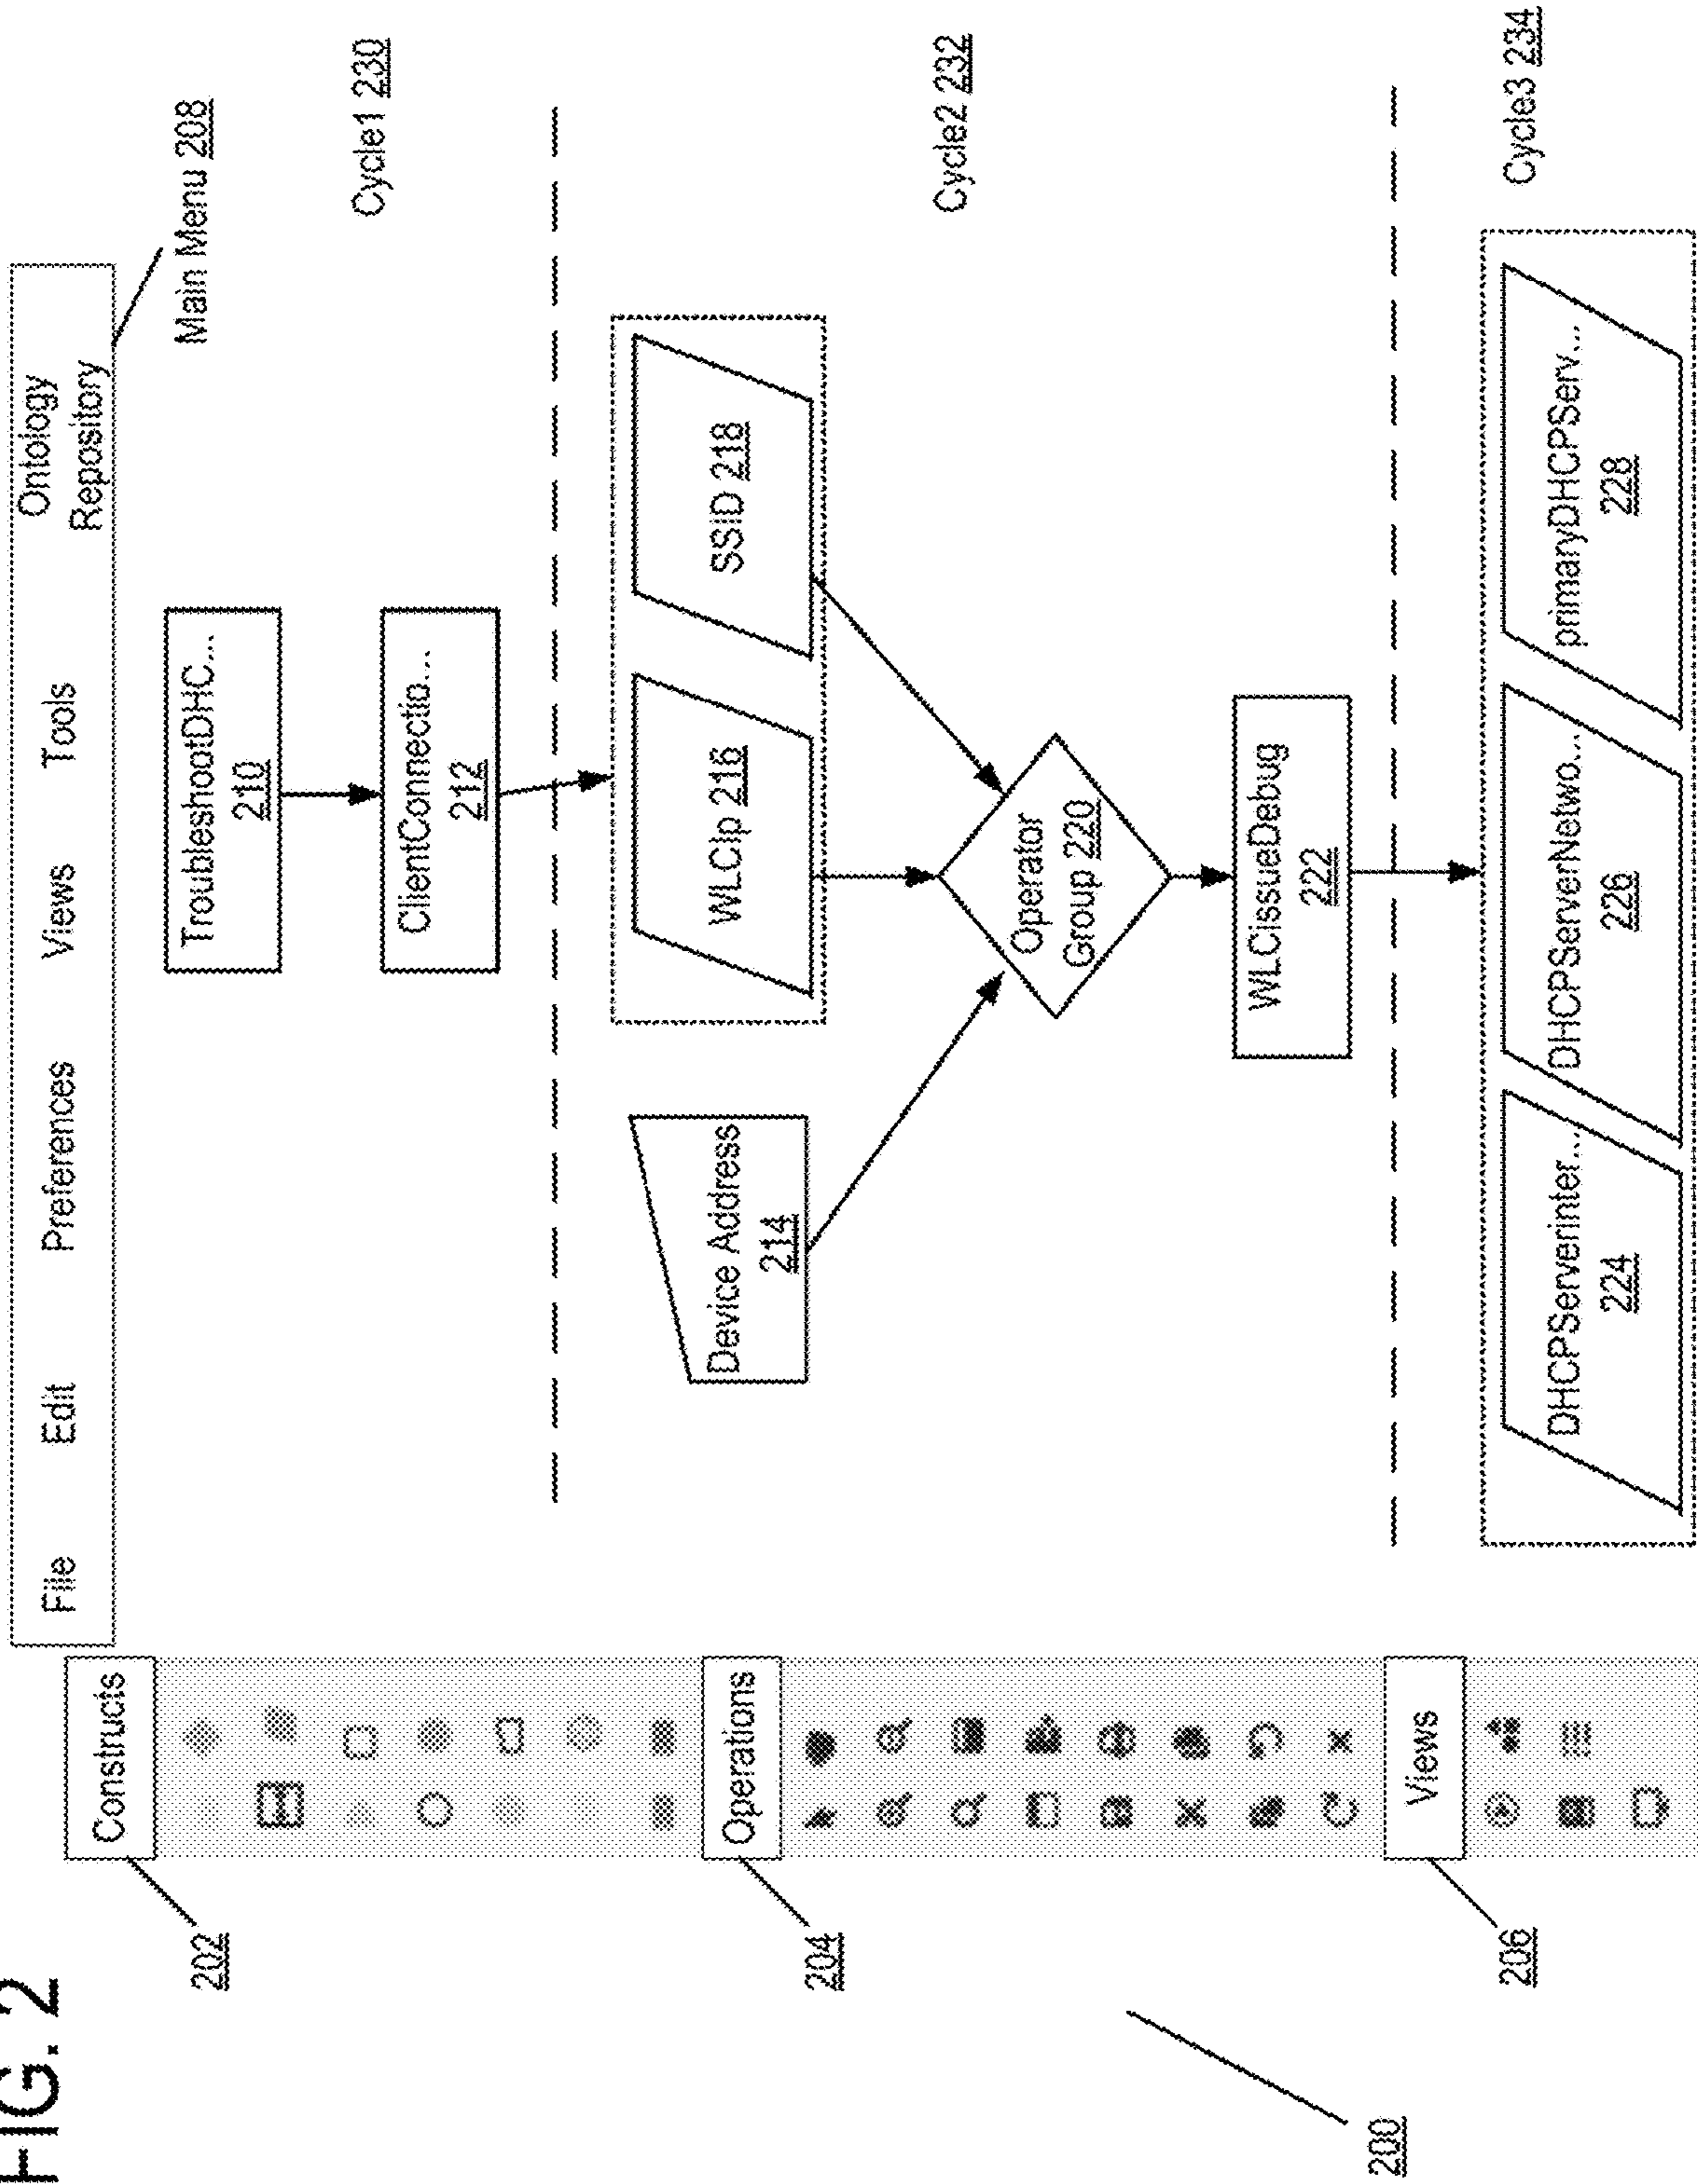 FIG. 2
File Edit Preferences Views Tools Ontology
Repository
Main Menu 208
Constructs
202
TroubleshootDHC...
210
Cycle1 230
ClientConnectio...
212
Device Address
214
WLCIp 216
SSID 218
Operations
204
Operator
Group 220
Cycle2 232
WLCissueDebug
222
200
Views
206
DHCPServerinter...
224
DHCPServerNetwo...
226
primaryDHCPServ...
228
Cycle3 234